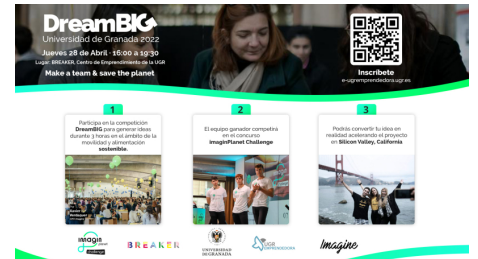 DreamBIG
Universidad de Granada 2022
Jueves 28 de Abril · 16:00 a 19:30
Lugar: BREAKER, Centro de Emprendimiento de la UGR
Make a team & save the planet
Inscríbete
e-ugremprendedora.ugr.es
1
Participa en la competición
DreamBIG para generar ideas
durante 3 horas en el ámbito de la
movilidad y alimentación
sostenible.
2
El equipo ganador competirá
en el concurso
imaginPlanet Challenge
3
Podrás convertir tu idea en
realidad acelerando el proyecto
en Silicon Valley, California
imagin
planet
challenge
BREAKER
UNIVERSIDAD
DE GRANADA
UGR
EMPRENDEDORA
Imagine